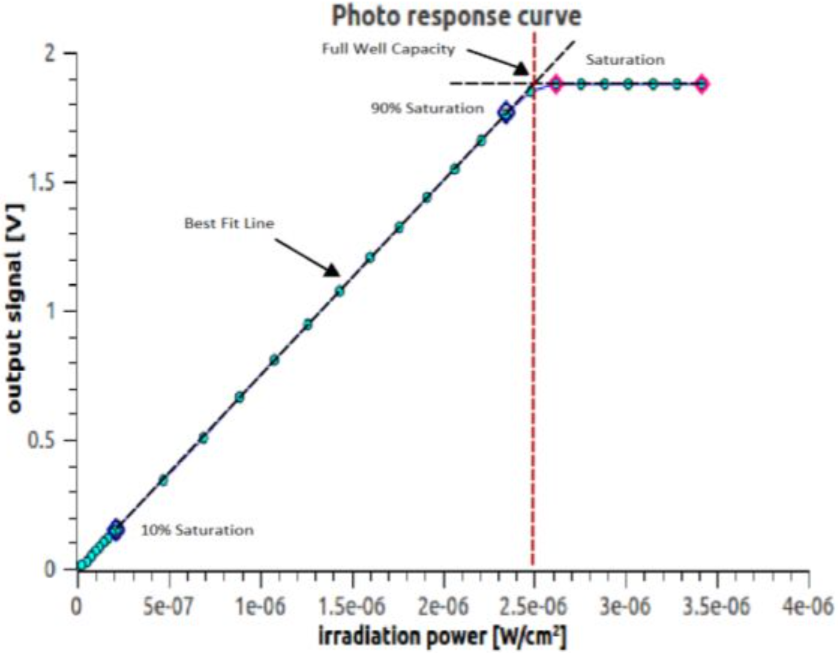 Photo response curve
Full Well Capacity
Saturation
90% Saturation
Best Fit Line
10% Saturation
output signal [V]
2
1.5
1
0.5
0
0 5e-07 1e-06 1.5e-06 2e-06 2.5e-06 3e-06 3.5e-06 4e-06
irradiation power [W/cm²]